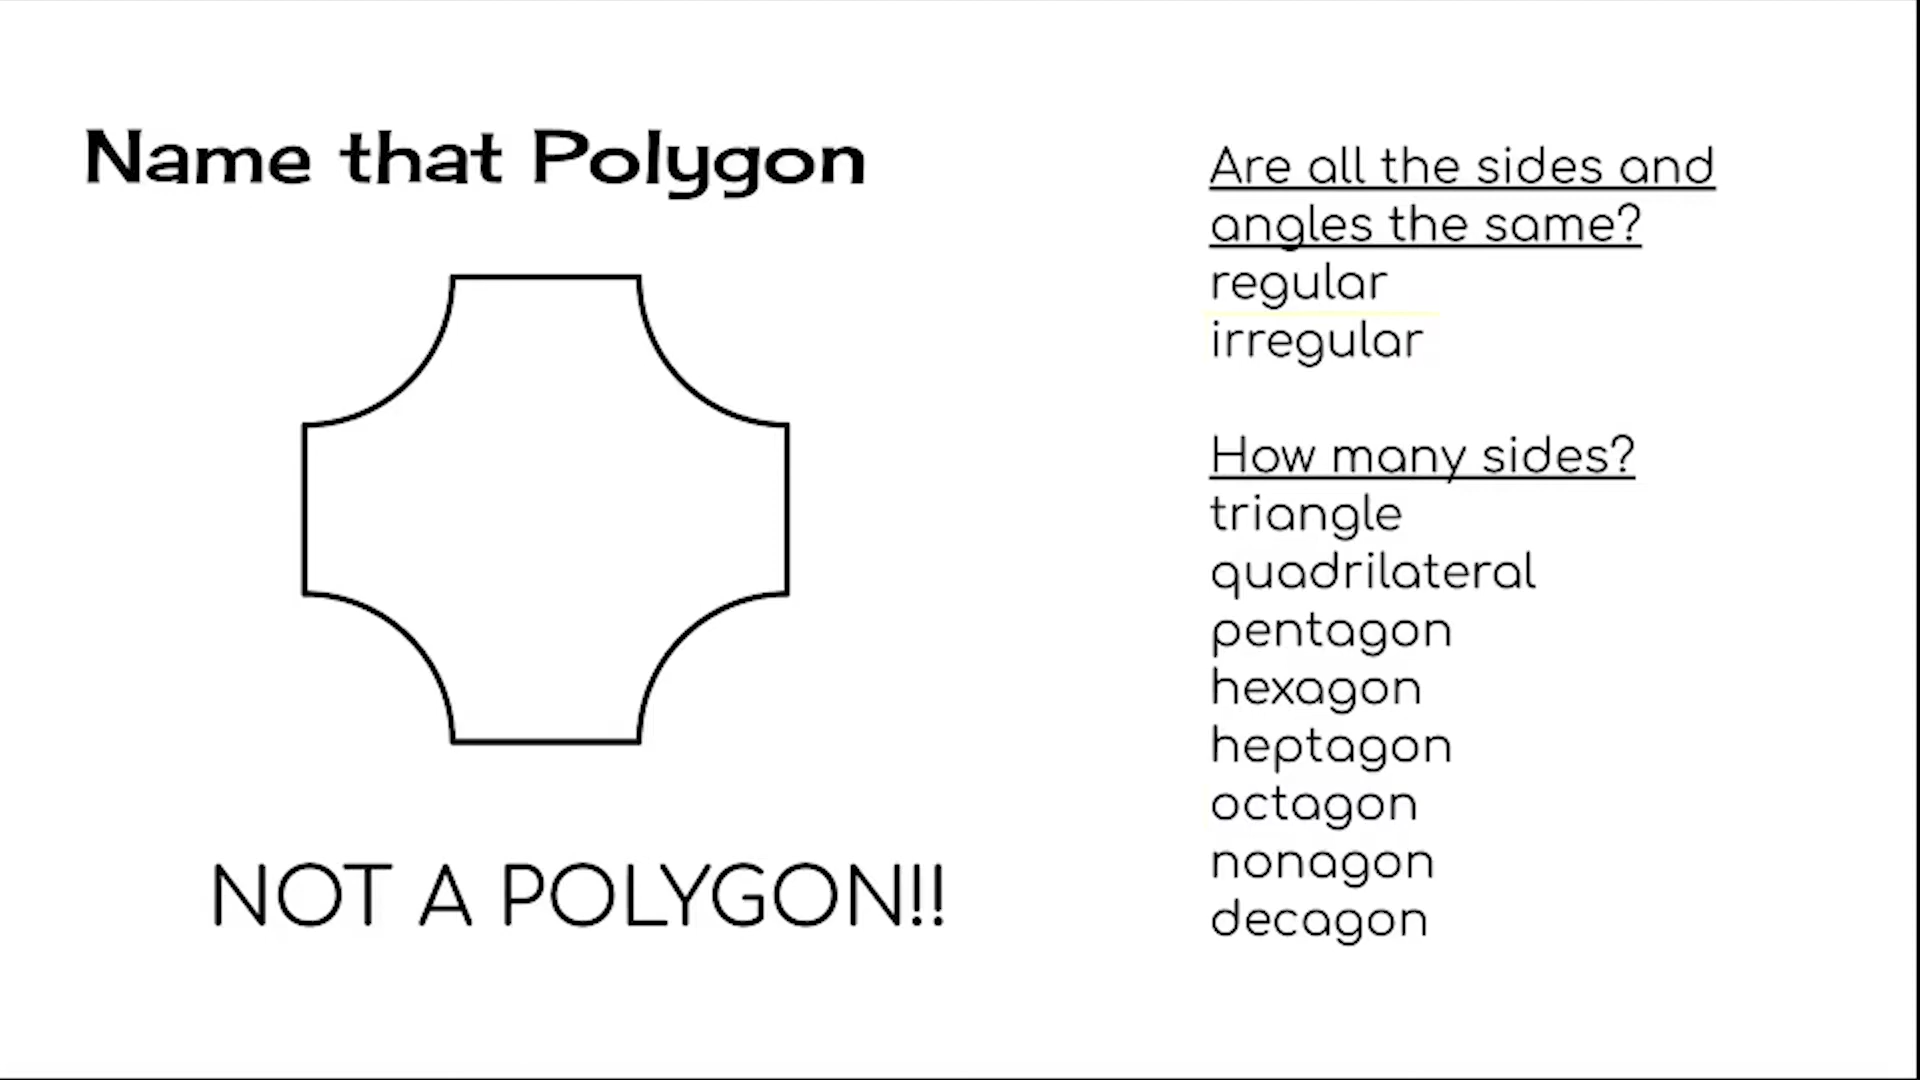 Name that Polygon
NOT A POLYGON!!
Are all the sides and
angles the same?
regular
irregular
How many sides?
triangle
quadrilateral
pentagon
hexagon
heptagon
octagon
nonagon
decagon